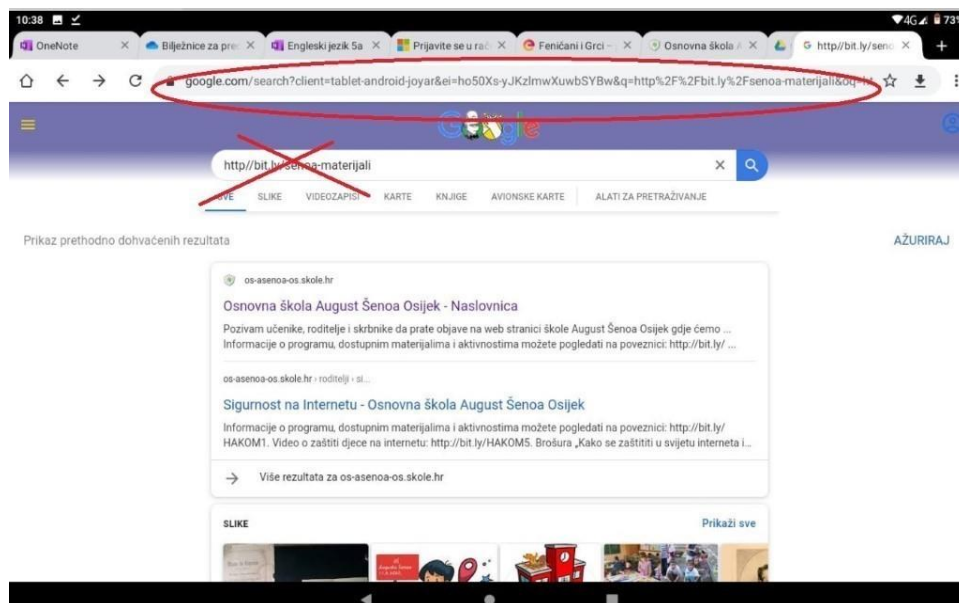 10:38 4G 73%
OneNote Bilježnice za pre Engleski jezik 5a Prijavite se u rač Feničani i Grci - Osnovna škola A http//bit.ly/seno
google.com/search?client=tablet-android-joyar&ei=ho50Xs-yJKzlmwXuwbSYBw&q=http%2F%2Fbit.ly%2Fsenoa-materijali&oq=ht
Google
http//bit.ly/senoa-materijali
SVE SLIKE VIDEOZAPISI KARTE KNJIGE AVIONSKE KARTE ALATI ZA PRETRAŽIVANJE
Prikaz prethodno dohvaćenih rezultata AŽURIRAJ
os-asenoa-os.skole.hr
Osnovna škola August Šenoa Osijek - Naslovnica
Pozivam učenike, roditelje i skrbnike da prate objave na web stranici škole August Šenoa Osijek gdje ćemo ...
Informacije o programu, dostupnim materijalima i aktivnostima možete pogledati na poveznici: http://bit.ly/ ...
os-asenoa-os.skole.hr › roditelji › si...
Sigurnost na Internetu - Osnovna škola August Šenoa Osijek
Informacije o programu, dostupnim materijalima i aktivnostima možete pogledati na poveznici: http://bit.ly/
HAKOM1. Video o zaštiti djece na internetu: http://bit.ly/HAKOM5. Brošura „Kako se zaštititi u svijetu interneta i...
Više rezultata za os-asenoa-os.skole.hr
SLIKE Prikaži sve